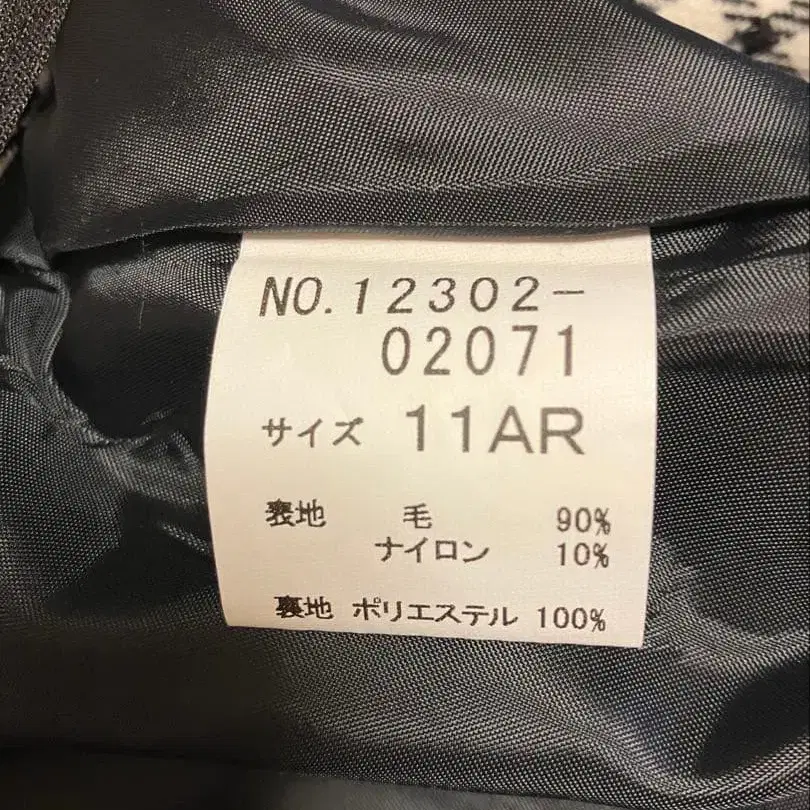 NO.12302-
02071
サイズ 11AR
表地 毛 90%
ナイロン 10%
裏地 ポリエステル 100%